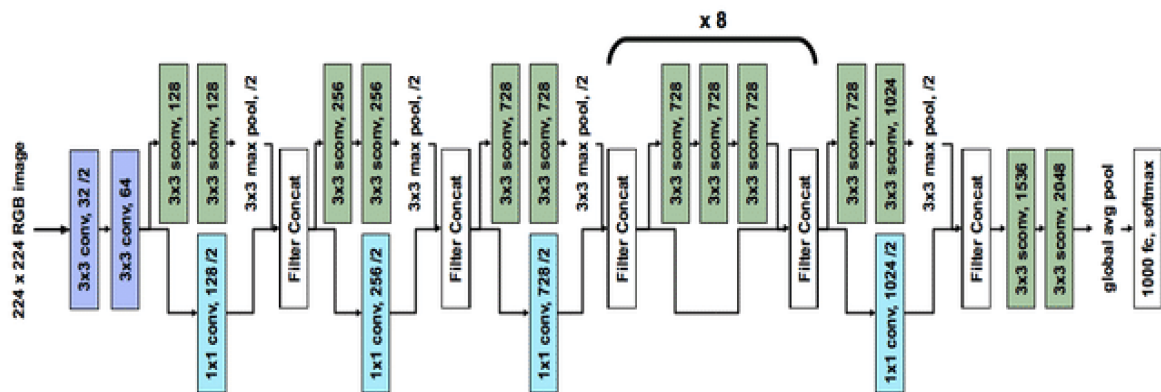 x 8
224 x 224 RGB image
3x3 conv, 32 /2
3x3 conv, 64
3x3 sconv, 128
3x3 sconv, 128
3x3 max pool, /2
1x1 conv, 128 /2
Filter Concat
3x3 sconv, 256
3x3 sconv, 256
3x3 max pool, /2
1x1 conv, 256 /2
Filter Concat
3x3 sconv, 728
3x3 sconv, 728
3x3 max pool, /2
1x1 conv, 728 /2
Filter Concat
3x3 sconv, 728
3x3 sconv, 728
3x3 sconv, 728
Filter Concat
3x3 sconv, 728
3x3 sconv, 1024
3x3 max pool, /2
1x1 conv, 1024 /2
Filter Concat
3x3 sconv, 1536
3x3 sconv, 2048
global avg pool
1000 fc, softmax